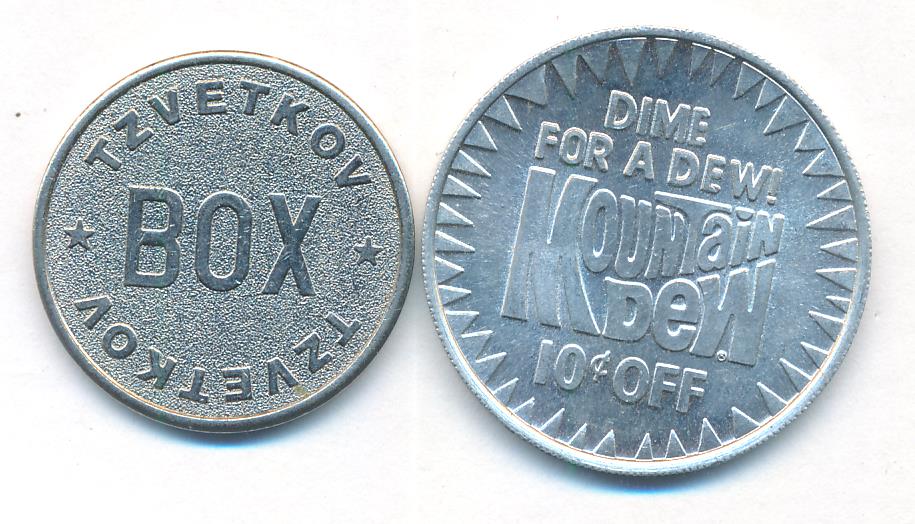 TZVETKOV
BOX
TZVETKOV
DIME
FOR A DEW!
MOUNTAIN
DEW®
10¢ OFF